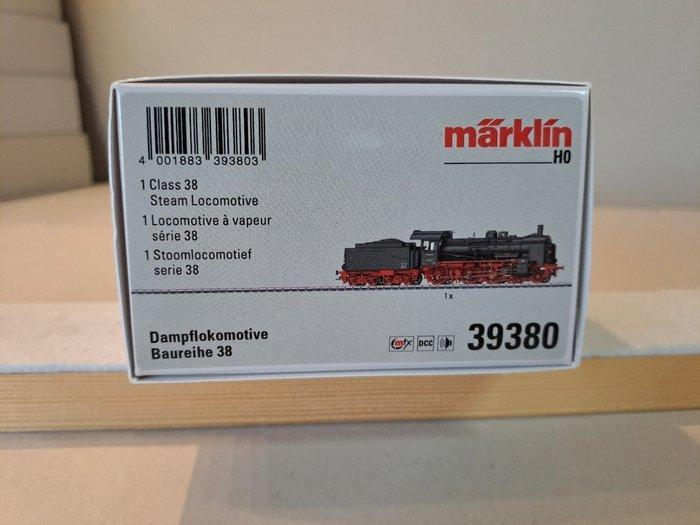 märklin
H0
4 001883 393803
1 Class 38
Steam Locomotive
1 Locomotive à vapeur
série 38
1 Stoomlocomotief
serie 38
1x
Dampflokomotive
Baureihe 38
mfx DCC
39380